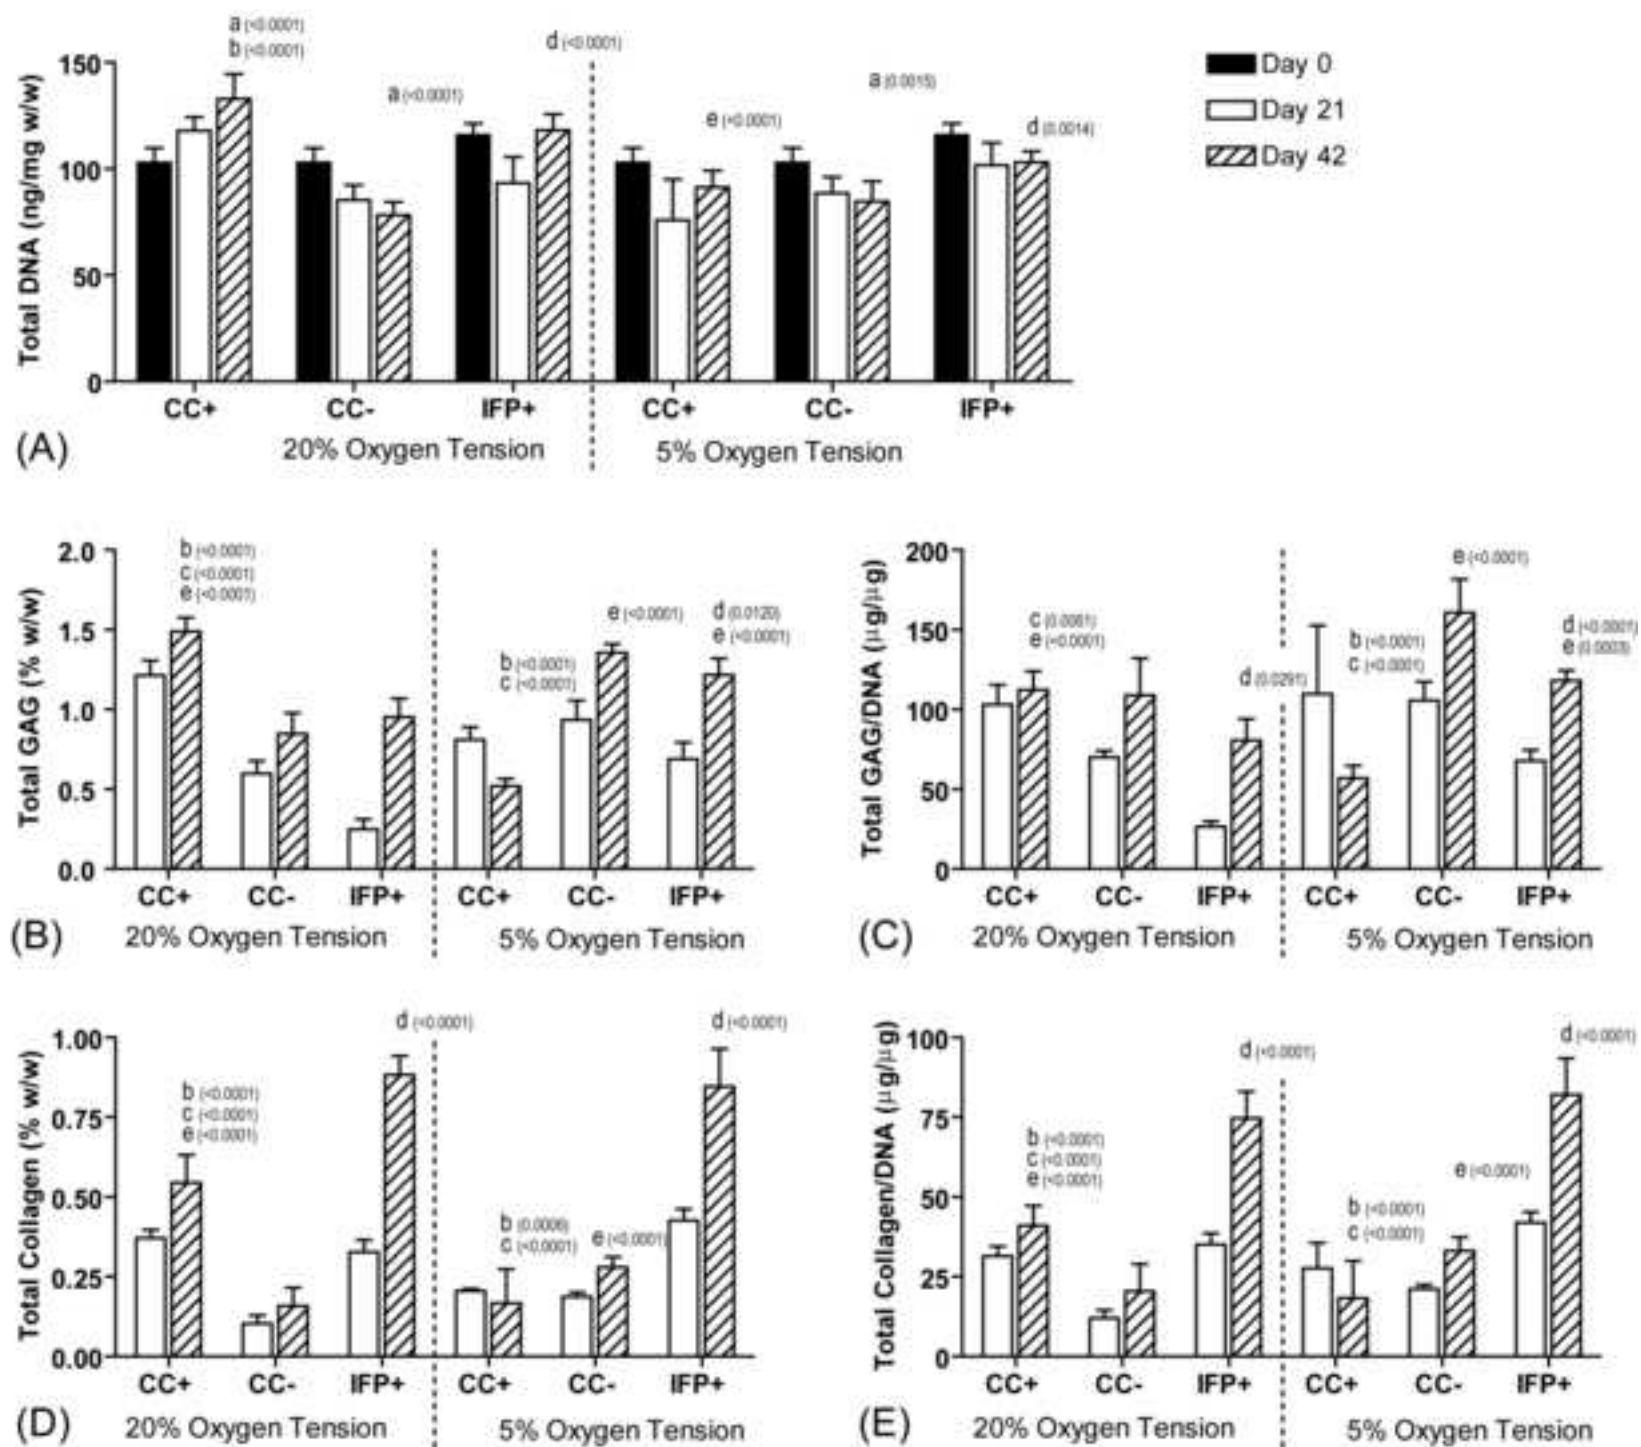 a (<0.0001)
b (<0.0001)
d (<0.0001)
a (<0.0001)
e (<0.0001)
a (0.0015)
d (0.0014)
Day 0
Day 21
Day 42
Total DNA (ng/mg w/w)
150
100
50
0
CC+ CC- IFP+ CC+ CC- IFP+
(A) 20% Oxygen Tension 5% Oxygen Tension
b (<0.0001)
c (<0.0001)
e (<0.0001)
b (<0.0001)
c (<0.0001)
e (<0.0001)
d (0.0120)
e (<0.0001)
Total GAG (% w/w)
2.0
1.5
1.0
0.5
0.0
CC+ CC- IFP+ CC+ CC- IFP+
(B) 20% Oxygen Tension 5% Oxygen Tension
c (0.0001)
e (<0.0001)
d (0.0291)
b (<0.0001)
c (<0.0001)
e (<0.0001)
d (<0.0001)
e (0.0003)
Total GAG/DNA (µg/µg)
200
150
100
50
0
CC+ CC- IFP+ CC+ CC- IFP+
(C) 20% Oxygen Tension 5% Oxygen Tension
b (<0.0001)
c (<0.0001)
e (<0.0001)
d (<0.0001)
b (0.0006)
c (<0.0001)
e (<0.0001)
d (<0.0001)
Total Collagen (% w/w)
1.00
0.75
0.50
0.25
0.00
CC+ CC- IFP+ CC+ CC- IFP+
(D) 20% Oxygen Tension 5% Oxygen Tension
b (<0.0001)
c (<0.0001)
e (<0.0001)
d (<0.0001)
b (<0.0001)
c (<0.0001)
e (<0.0001)
d (<0.0001)
Total Collagen/DNA (µg/µg)
100
75
50
25
0
CC+ CC- IFP+ CC+ CC- IFP+
(E) 20% Oxygen Tension 5% Oxygen Tension